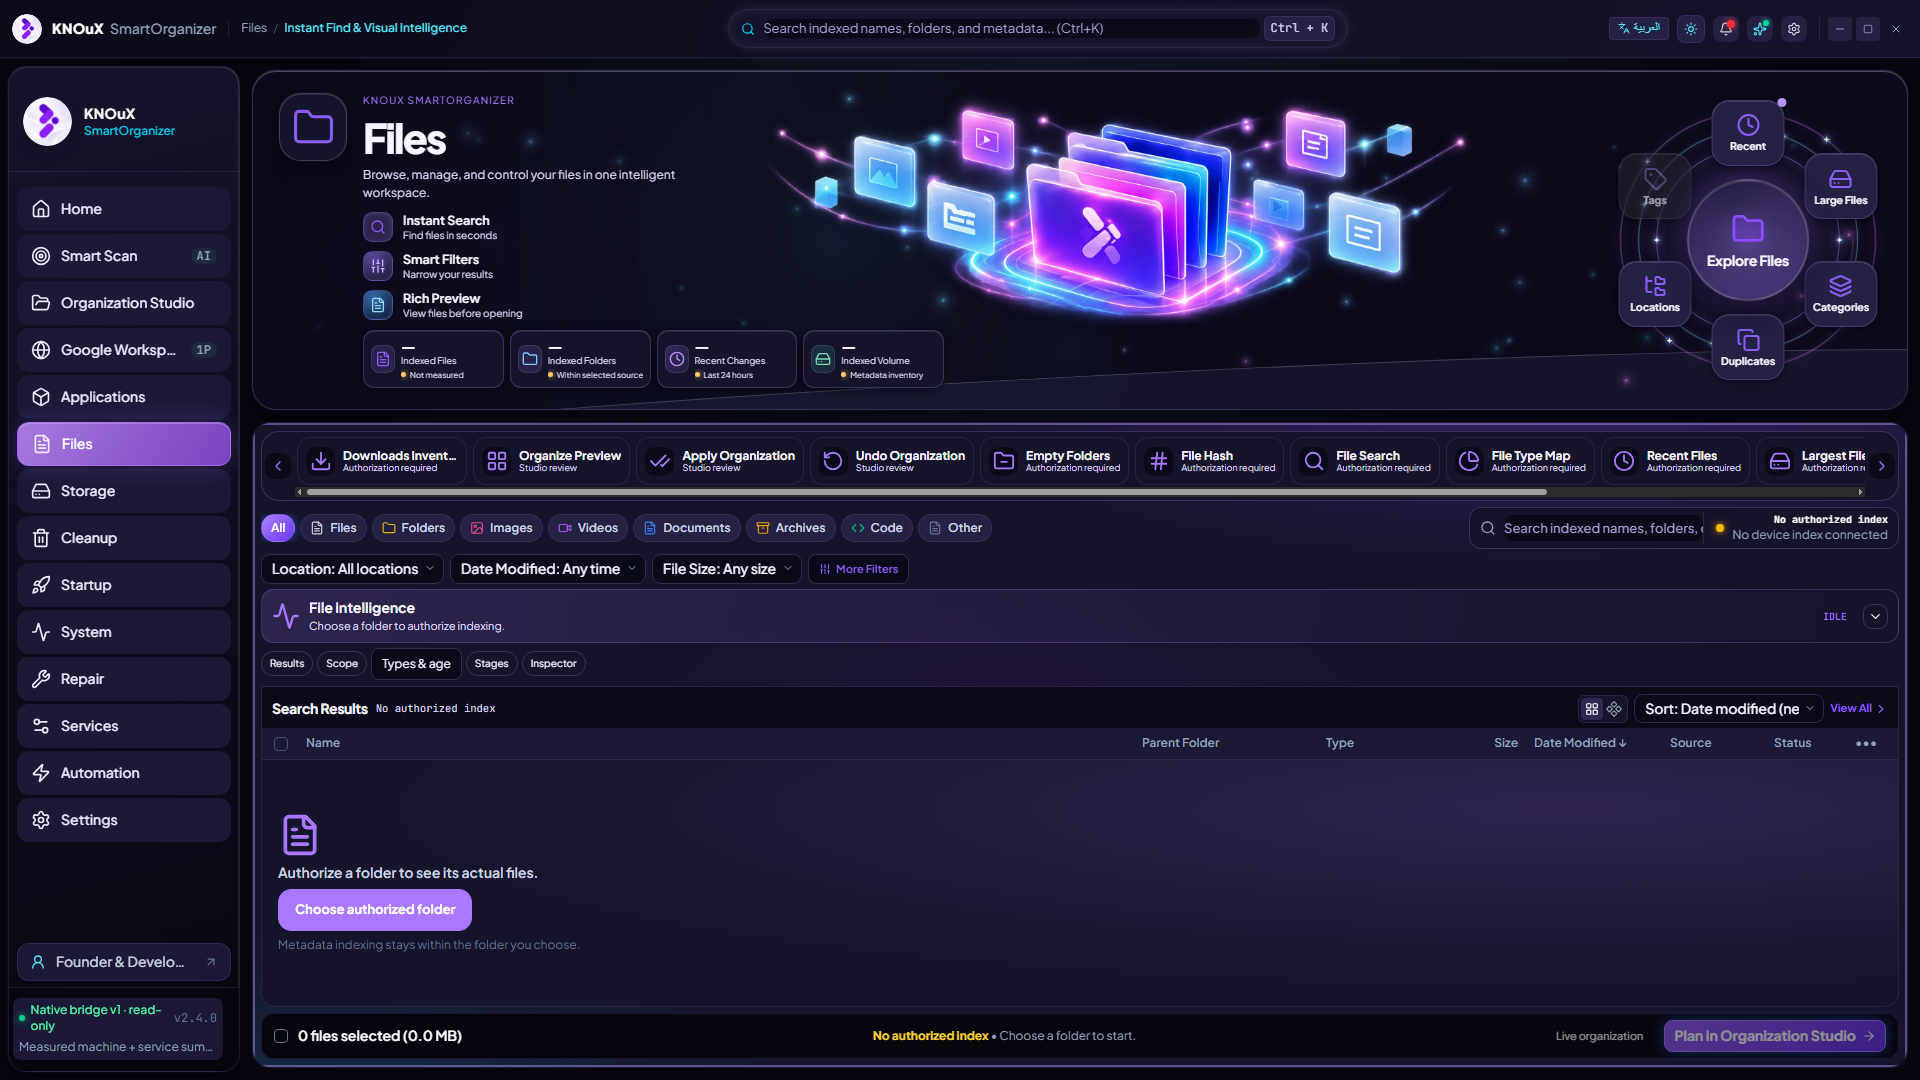 KNOuX SmartOrganizer
Files / Instant Find & Visual Intelligence
Search indexed names, folders, and metadata... (Ctrl+K)
Ctrl + K
العربية
KNOuX
SmartOrganizer
Home
Smart Scan AI
Organization Studio
Google Worksp... 1P
Applications
Files
Storage
Cleanup
Startup
System
Repair
Services
Automation
Settings
Founder & Develo...
Native bridge v1 · read-only
v2.4.0
Measured machine + service sum...
KNOUX SMARTORGANIZER
Files
Browse, manage, and control your files in one intelligent
workspace.
Instant Search
Find files in seconds
Smart Filters
Narrow your results
Rich Preview
View files before opening
— Indexed Files
Not measured
— Indexed Folders
Within selected source
— Recent Changes
Last 24 hours
— Indexed Volume
Metadata inventory
Recent
Tags
Large Files
Explore Files
Locations
Categories
Duplicates
Downloads Invent...
Authorization required
Organize Preview
Studio review
Apply Organization
Studio review
Undo Organization
Studio review
Empty Folders
Authorization required
File Hash
Authorization required
File Search
Authorization required
File Type Map
Authorization required
Recent Files
Authorization required
Largest File
Authorization re
All
Files
Folders
Images
Videos
Documents
Archives
Code
Other
Search indexed names, folders, c
No authorized index
No device index connected
Location: All locations
Date Modified: Any time
File Size: Any size
More Filters
File intelligence
Choose a folder to authorize indexing.
IDLE
Results
Scope
Types & age
Stages
Inspector
Search Results No authorized index
Sort: Date modified (ne
View All
Name
Parent Folder
Type
Size
Date Modified ↓
Source
Status
Authorize a folder to see its actual files.
Choose authorized folder
Metadata indexing stays within the folder you choose.
0 files selected (0.0 MB)
No authorized index • Choose a folder to start.
Live organization
Plan in Organization Studio →